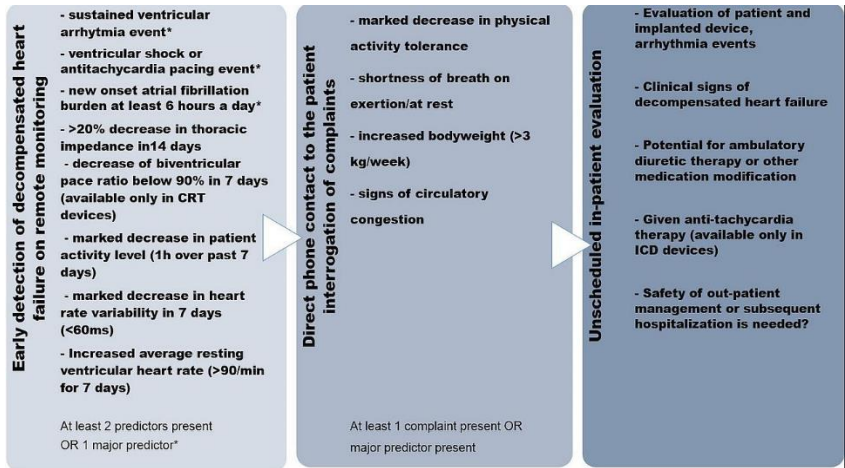 Early detection of decompensated heart
failure on remote monitoring
- sustained ventricular
arrhytmia event*
- ventricular shock or
antitachycardia pacing event*
- new onset atrial fibrillation
burden at least 6 hours a day*
- >20% decrease in thoracic
impedance in14 days
- decrease of biventricular
pace ratio below 90% in 7 days
(available only in CRT
devices)
- marked decrease in patient
activity level (1h over past 7
days)
- marked decrease in heart
rate variability in 7 days
(<60ms)
- Increased average resting
ventricular heart rate (>90/min
for 7 days)
At least 2 predictors present
OR 1 major predictor*
Direct phone contact to the patient
interrogation of complaints
- marked decrease in physical
activity tolerance
- shortness of breath on
exertion/at rest
- increased bodyweight (>3
kg/week)
- signs of circulatory
congestion
At least 1 complaint present OR
major predictor present
Unscheduled in-patient evaluation
- Evaluation of patient and
implanted device,
arrhythmia events
- Clinical signs of
decompensated heart failure
- Potential for ambulatory
diuretic therapy or other
medication modification
- Given anti-tachycardia
therapy (available only in
ICD devices)
- Safety of out-patient
management or subsequent
hospitalization is needed?